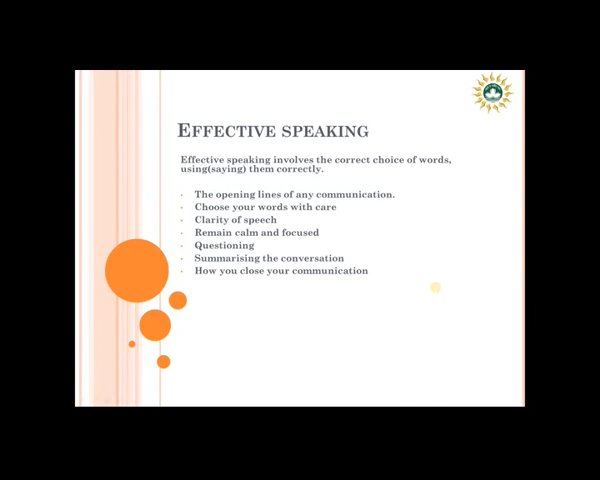 EFFECTIVE SPEAKING
Effective speaking involves the correct choice of words,
using(saying) them correctly.
- The opening lines of any communication.
- Choose your words with care
- Clarity of speech
- Remain calm and focused
- Questioning
- Summarising the conversation
- How you close your communication